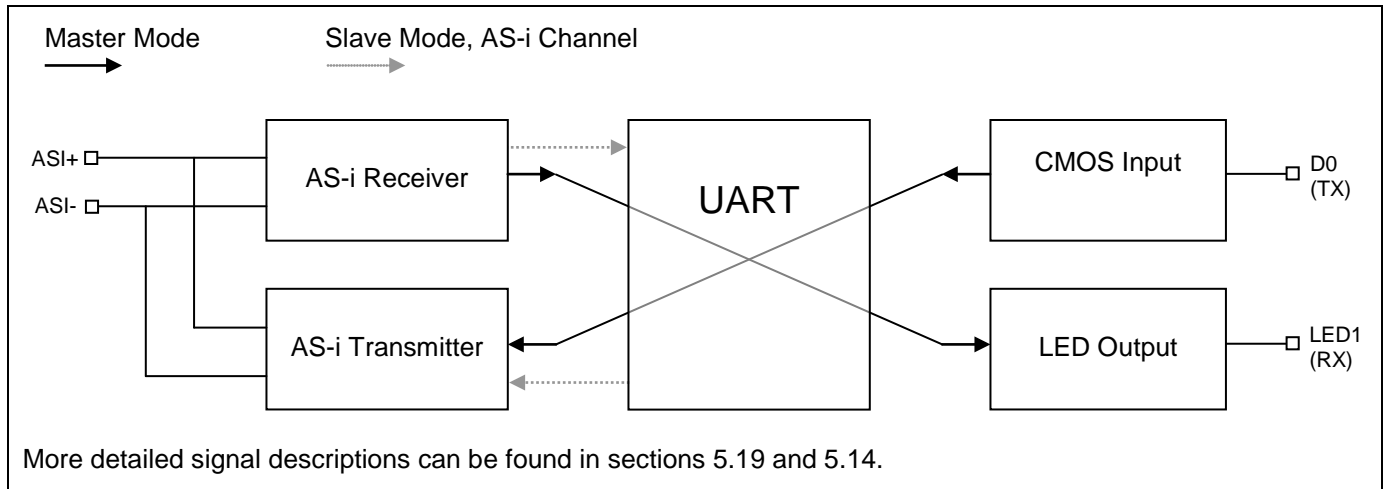 Master Mode
Slave Mode, AS-i Channel
ASI+
ASI-
AS-i Receiver
UART
CMOS Input
D0
(TX)
AS-i Transmitter
LED Output
LED1
(RX)
More detailed signal descriptions can be found in sections 5.19 and 5.14.